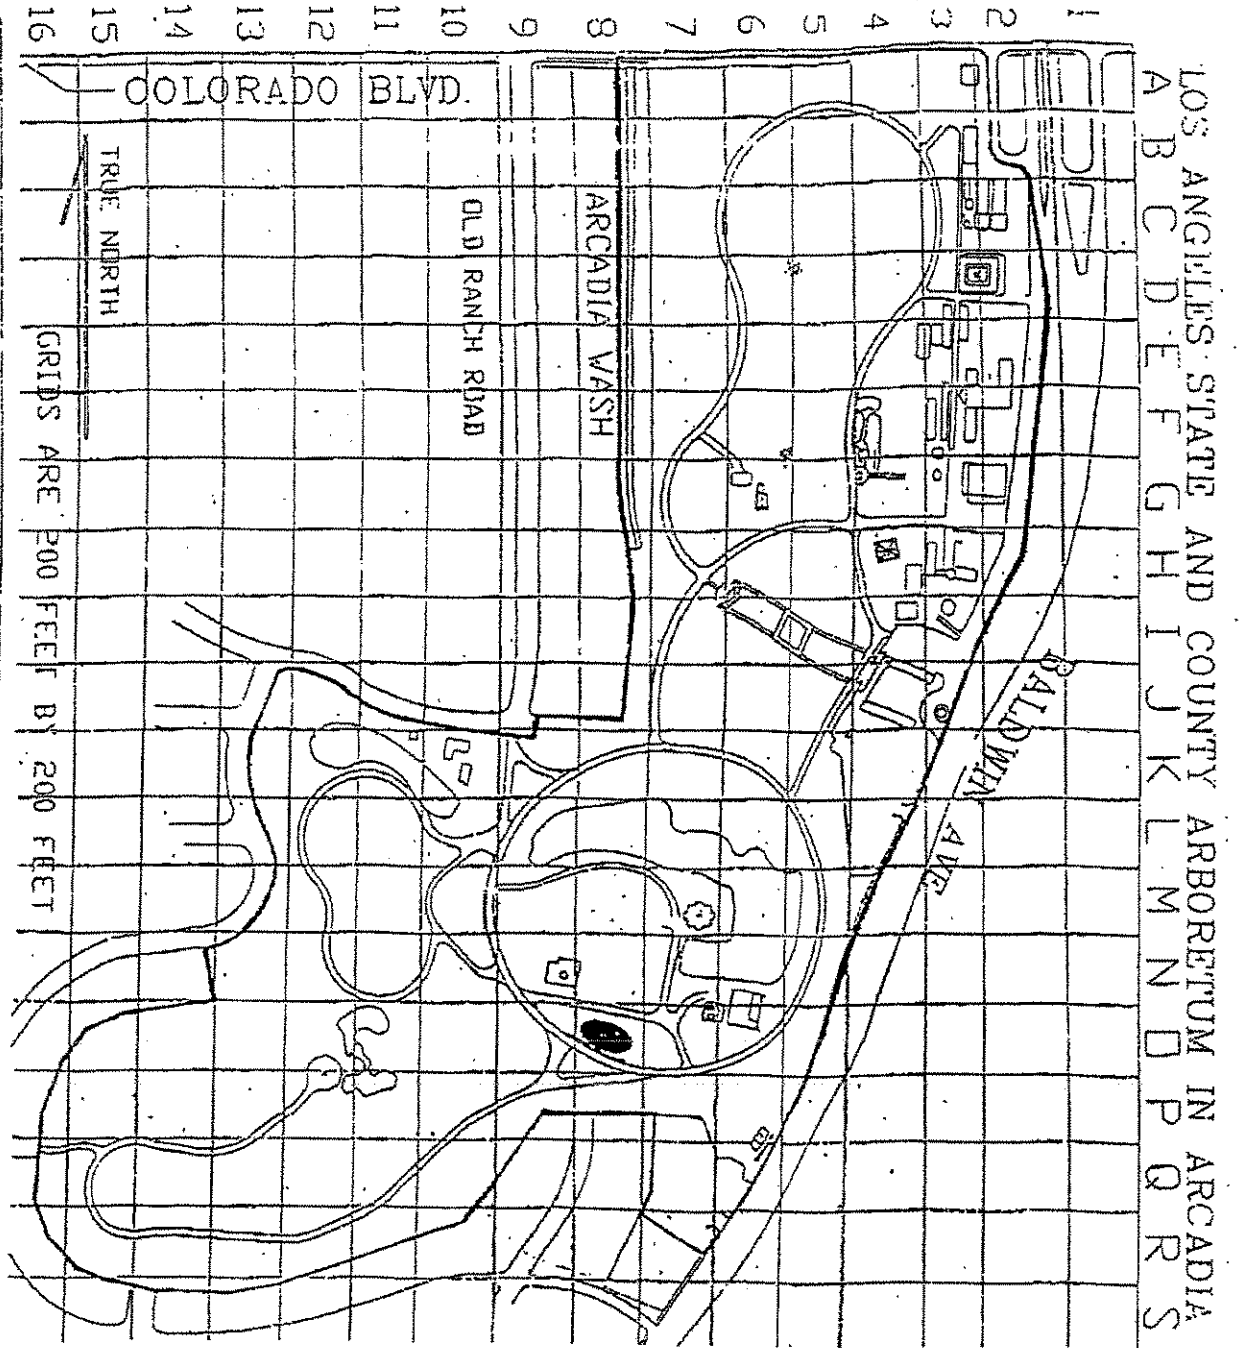 LOS ANGELES STATE AND COUNTY ARBORETUM IN ARCADIA
A B C D E F G H I J K L M N O P Q R S
1
2
3
4
5
6
7
8
9
10
11
12
13
14
15
16
BALDWIN AVE
ARCADIA WASH
OLD RANCH ROAD
COLORADO BLVD.
TRUE NORTH
GRIDS ARE 200 FEET BY 200 FEET